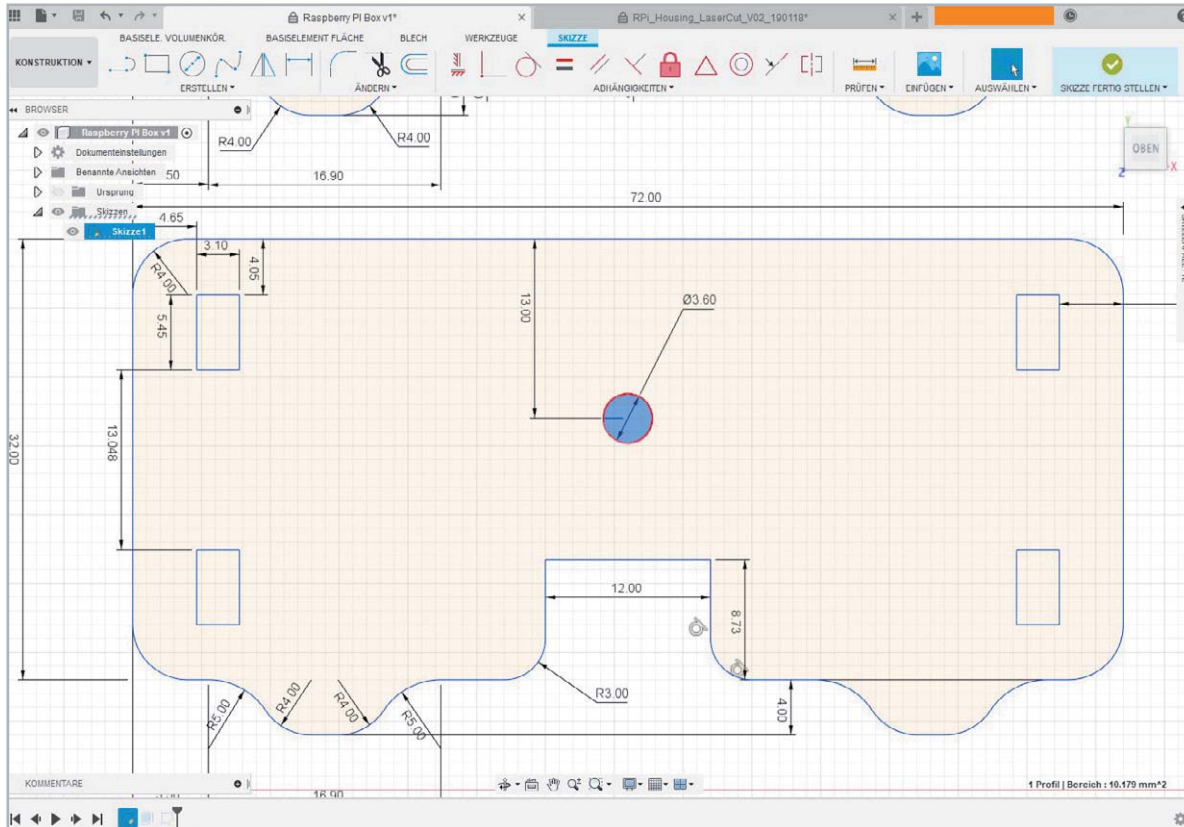 Raspberry PI Box v1*
RPi_Housing_LaserCut_V02_190118*
KONSTRUKTION
BASISELE. VOLUMENKÖR.
BASISELEMENT FLÄCHE
BLECH
WERKZEUGE
SKIZZE
ERSTELLEN
ÄNDERN
ADHÄNGIGKEITEN
PRÜFEN
EINFÜGEN
AUSWÄHLEN
SKIZZE FERTIG STELLEN
BROWSER
Raspberry PI Box v1
Dokumenteinstellungen
Benannte Ansichten
Ursprung
Skizzen
Skizze1
OBEN
Y
X
Z
R4.00
R4.00
50
16.90
72.00
4.65
3.10
4.05
R4.00
5.45
13.00
Ø3.60
13.048
32.00
12.00
8.73
R3.00
4.00
R5.00
R4.00
R4.00
R5.00
16.90
KOMMENTARE
1 Profil | Bereich : 10.179 mm^2